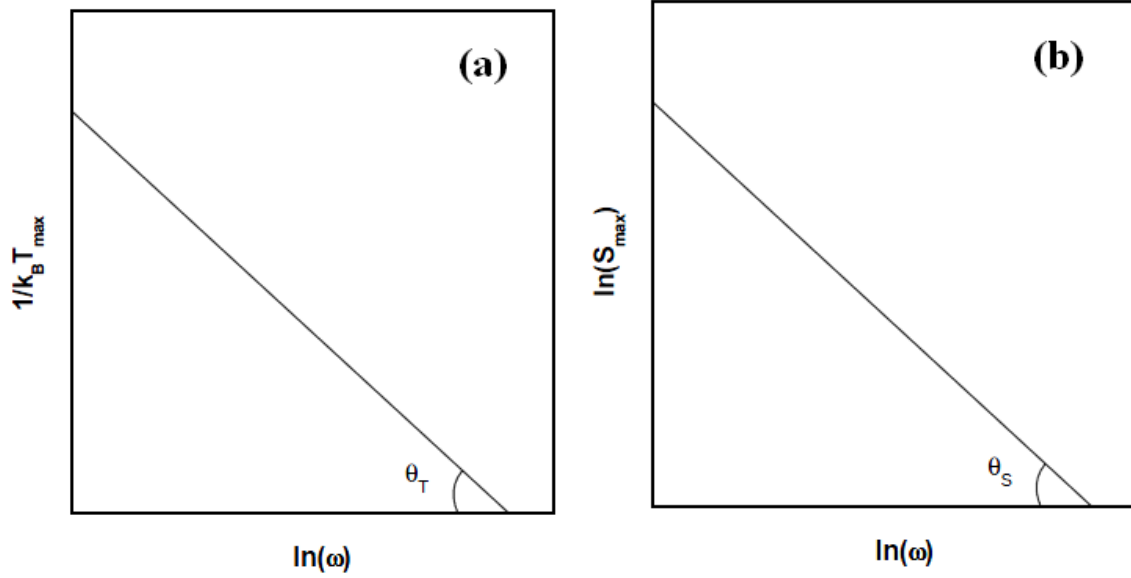 (a)
1/k_B T_max
θ_T
ln(ω)
(b)
ln(S_max)
θ_S
ln(ω)